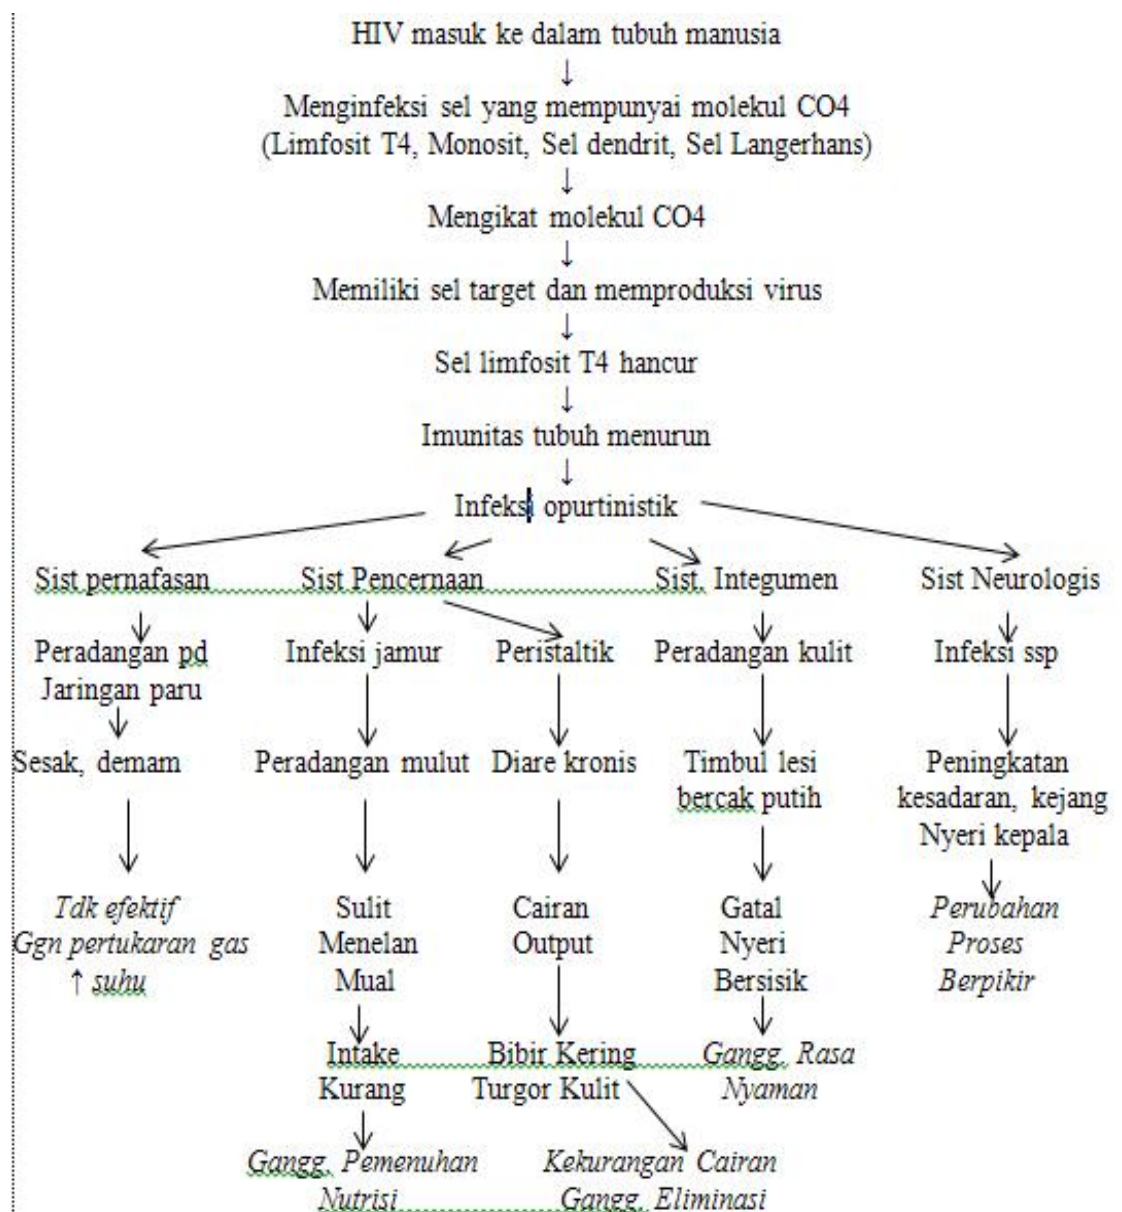 HIV masuk ke dalam tubuh manusia
↓
Menginfeksi sel yang mempunyai molekul CO4
(Limfosit T4, Monosit, Sel dendrit, Sel Langerhans)
↓
Mengikat molekul CO4
↓
Memiliki sel target dan memproduksi virus
↓
Sel limfosit T4 hancur
↓
Imunitas tubuh menurun
↓
Infeksi opurtinistik
Sist pernafasan
Sist Pencernaan
Sist. Integumen
Sist Neurologis
Peradangan pd
Jaringan paru
Infeksi jamur
Peristaltik
Peradangan kulit
Infeksi ssp
Sesak, demam
Peradangan mulut
Diare kronis
Timbul lesi
bercak putih
Peningkatan
kesadaran, kejang
Nyeri kepala
Tdk efektif
Ggn pertukaran gas
↑ suhu
Sulit
Menelan
Mual
Cairan
Output
Gatal
Nyeri
Bersisik
Perubahan
Proses
Berpikir
Intake
Kurang
Bibir Kering
Turgor Kulit
Gangg. Rasa
Nyaman
Gangg. Pemenuhan
Nutrisi
Kekurangan Cairan
Gangg. Eliminasi